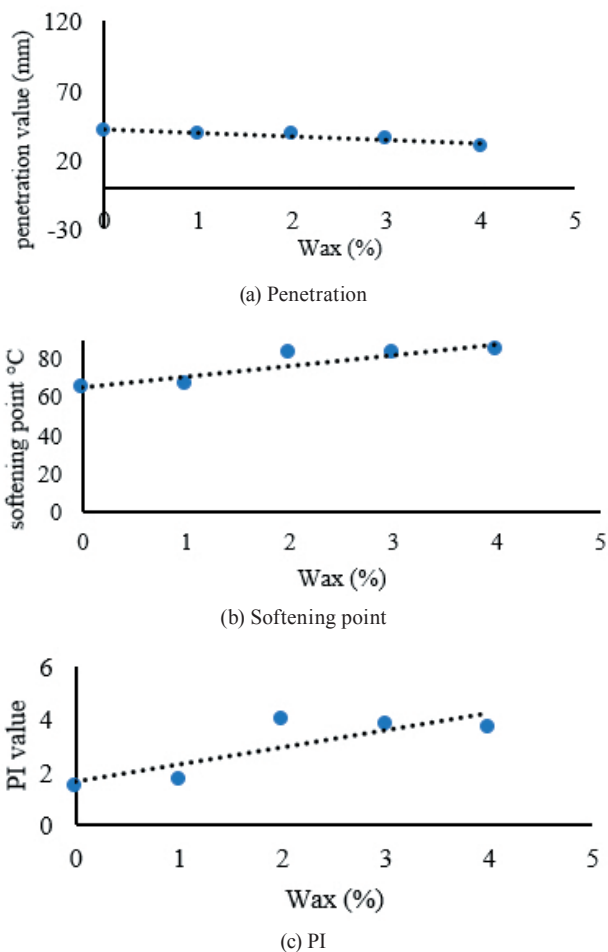 120
70
20
-30
penetration value (mm)
0 1 2 3 4 5
Wax (%)
(a) Penetration
80
60
40
20
0
softening point °C
0 1 2 3 4 5
Wax (%)
(b) Softening point
6
4
2
0
PI value
0 1 2 3 4 5
Wax (%)
(c) PI